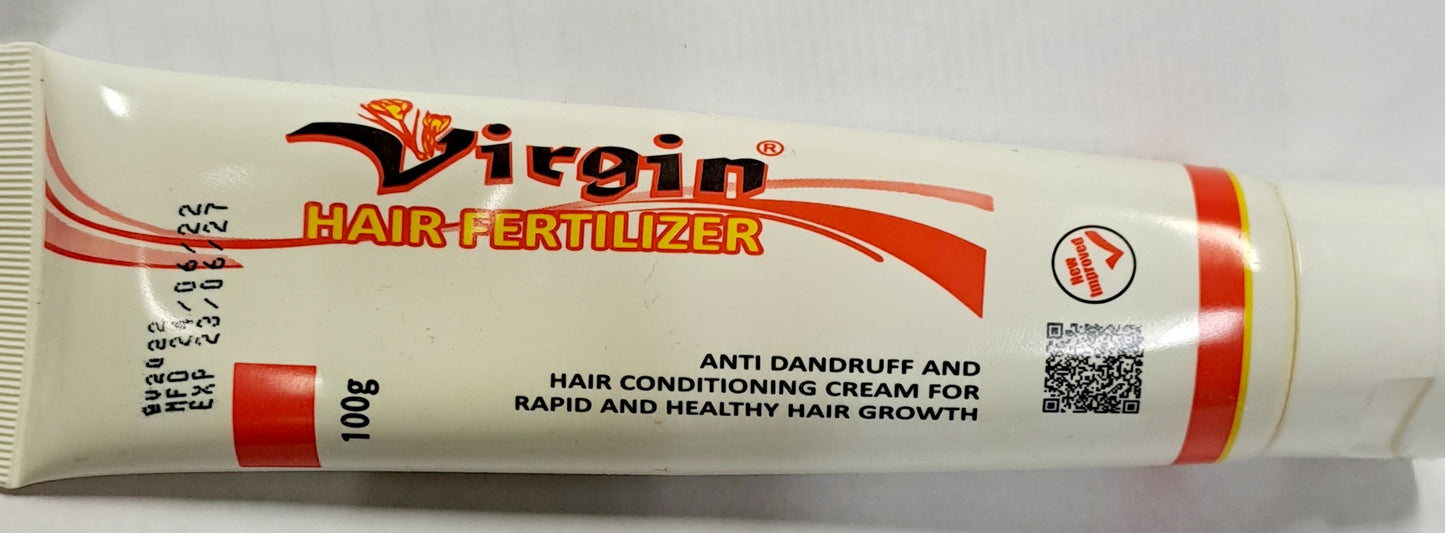 Virgin®
HAIR FERTILIZER
ANTI DANDRUFF AND
HAIR CONDITIONING CREAM FOR
RAPID AND HEALTHY HAIR GROWTH
100g
MFD 24/06/22
EXP 23/06/27
New
Improved